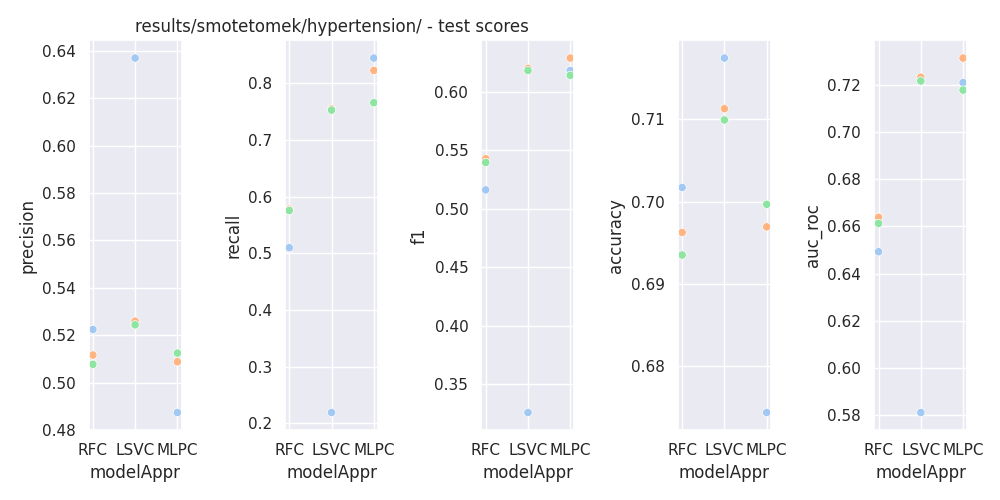 results/smotetomek/hypertension/ - test scores
precision
0.64
0.62
0.60
0.58
0.56
0.54
0.52
0.50
0.48
RFC LSVC MLPC
modelAppr
recall
0.8
0.7
0.6
0.5
0.4
0.3
0.2
RFC LSVC MLPC
modelAppr
f1
0.60
0.55
0.50
0.45
0.40
0.35
RFC LSVC MLPC
modelAppr
accuracy
0.71
0.70
0.69
0.68
RFC LSVC MLPC
modelAppr
auc_roc
0.72
0.70
0.68
0.66
0.64
0.62
0.60
0.58
RFC LSVC MLPC
modelAppr